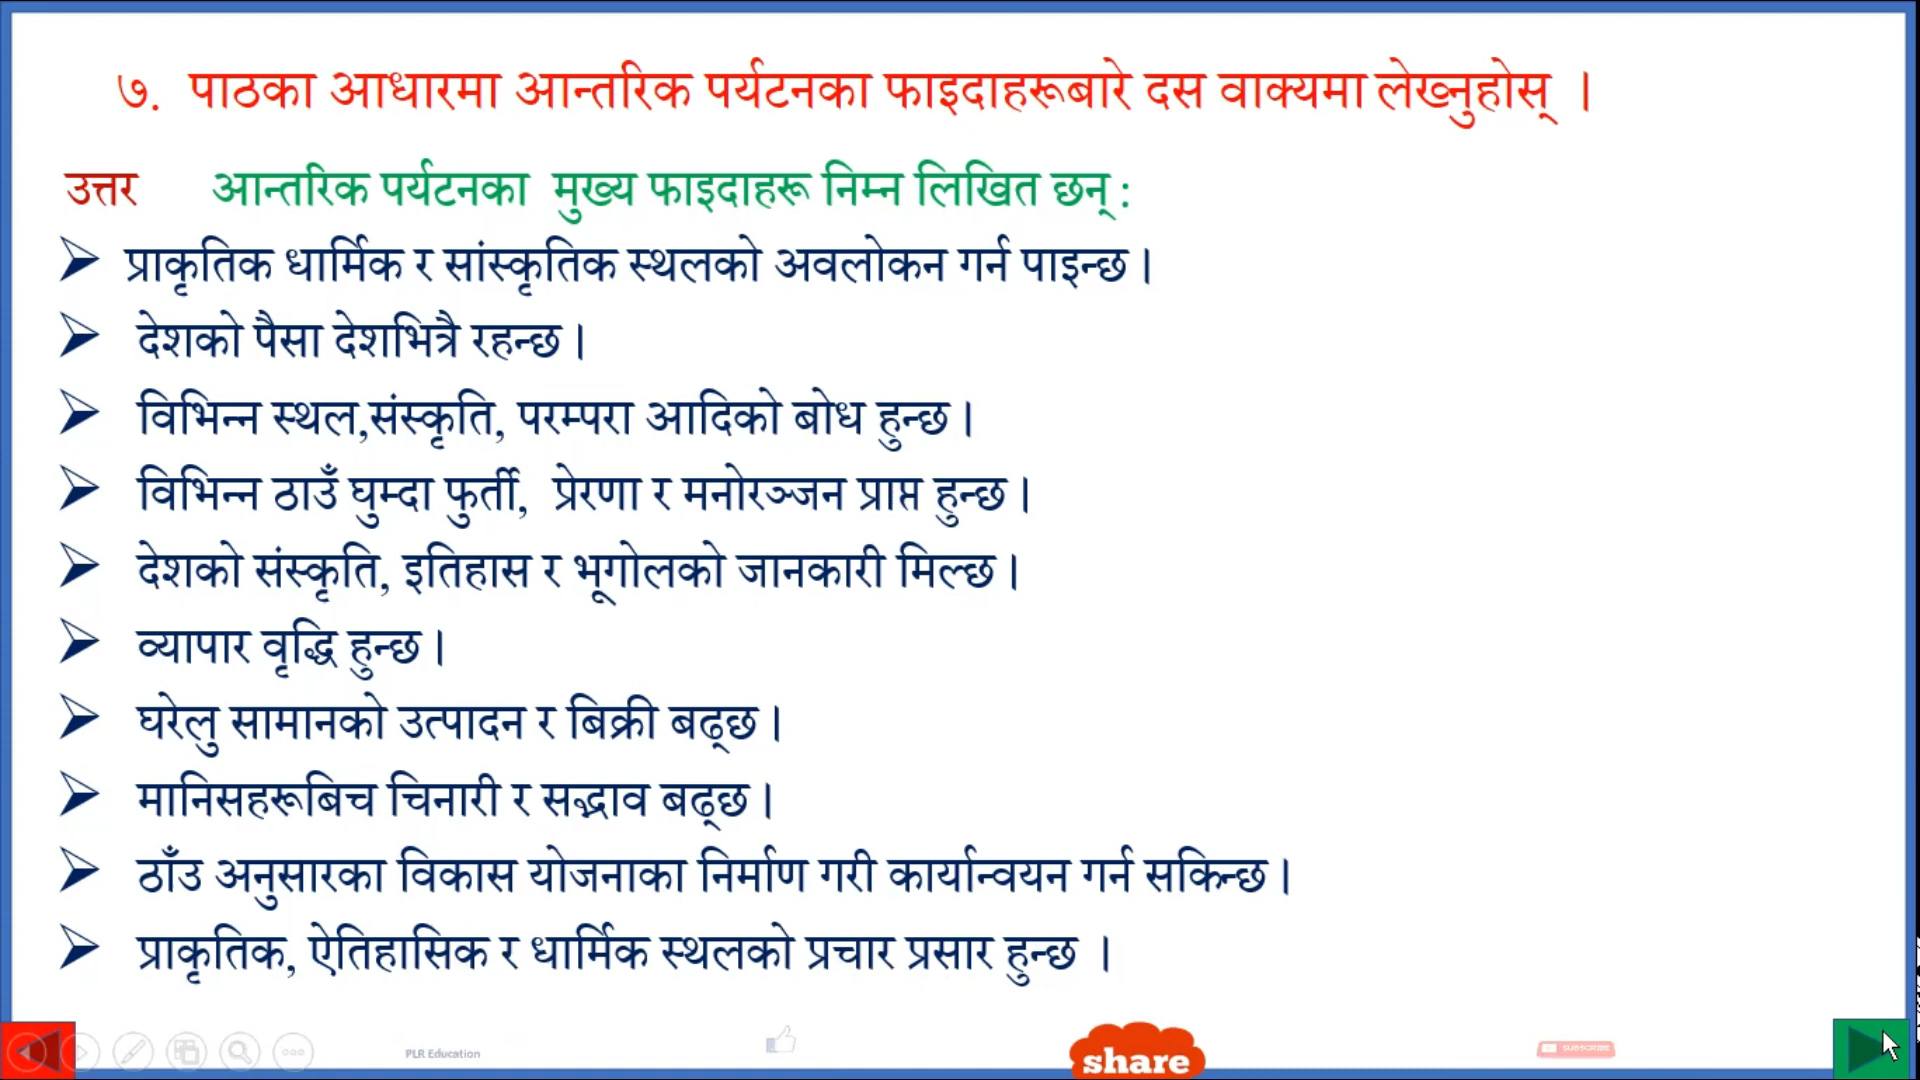 ७. पाठका आधारमा आन्तरिक पर्यटनका फाइदाहरूबारे दस वाक्यमा लेख्नुहोस् ।
उत्तर आन्तरिक पर्यटनका मुख्य फाइदाहरू निम्न लिखित छन् :
➢ प्राकृतिक धार्मिक र सांस्कृतिक स्थलको अवलोकन गर्न पाइन्छ ।
➢ देशको पैसा देशभित्रै रहन्छ ।
➢ विभिन्न स्थल,संस्कृति, परम्परा आदिको बोध हुन्छ ।
➢ विभिन्न ठाउँ घुम्दा फुर्ती, प्रेरणा र मनोरञ्जन प्राप्त हुन्छ ।
➢ देशको संस्कृति, इतिहास र भूगोलको जानकारी मिल्छ ।
➢ व्यापार वृद्धि हुन्छ ।
➢ घरेलु सामानको उत्पादन र बिक्री बढ्छ ।
➢ मानिसहरूबिच चिनारी र सद्भाव बढ्छ ।
➢ ठाँउ अनुसारका विकास योजनाका निर्माण गरी कार्यान्वयन गर्न सकिन्छ ।
➢ प्राकृतिक, ऐतिहासिक र धार्मिक स्थलको प्रचार प्रसार हुन्छ ।
PLR Education
share
SUBSCRIBE